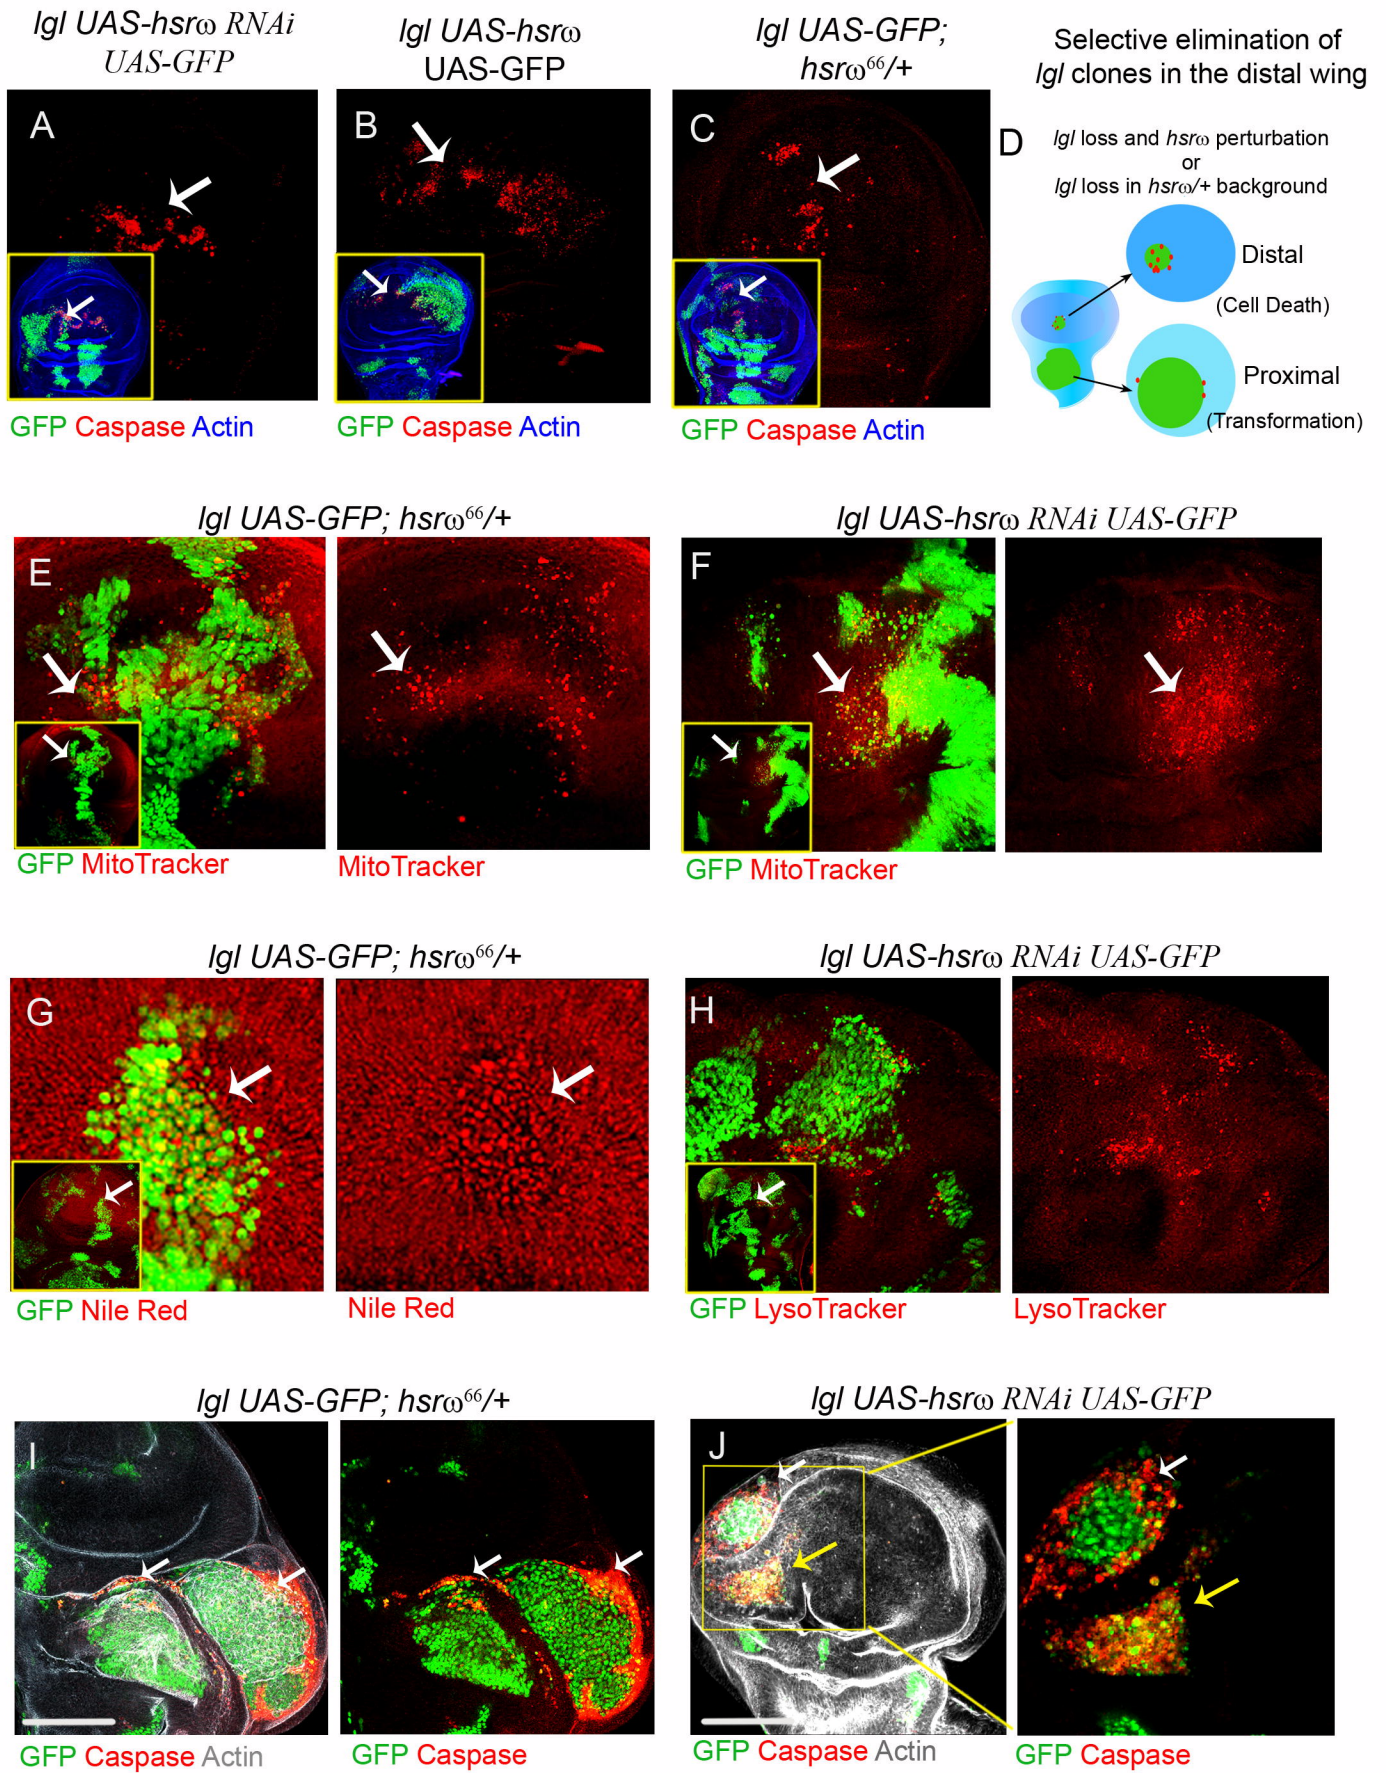 lgl UAS-hsrω RNAi
UAS-GFP
lgl UAS-hsrω
UAS-GFP
lgl UAS-GFP;
hsrω⁶⁶/+
Selective elimination of
lgl clones in the distal wing
A
B
C
D
lgl loss and hsrω perturbation
or
lgl loss in hsrω/+ background
Distal
(Cell Death)
Proximal
(Transformation)
GFP Caspase Actin
GFP Caspase Actin
GFP Caspase Actin
lgl UAS-GFP; hsrω⁶⁶/+
lgl UAS-hsrω RNAi UAS-GFP
E
F
GFP MitoTracker
MitoTracker
GFP MitoTracker
lgl UAS-GFP; hsrω⁶⁶/+
lgl UAS-hsrω RNAi UAS-GFP
G
H
GFP Nile Red
Nile Red
GFP LysoTracker
LysoTracker
lgl UAS-GFP; hsrω⁶⁶/+
lgl UAS-hsrω RNAi UAS-GFP
I
J
GFP Caspase Actin
GFP Caspase
GFP Caspase Actin
GFP Caspase